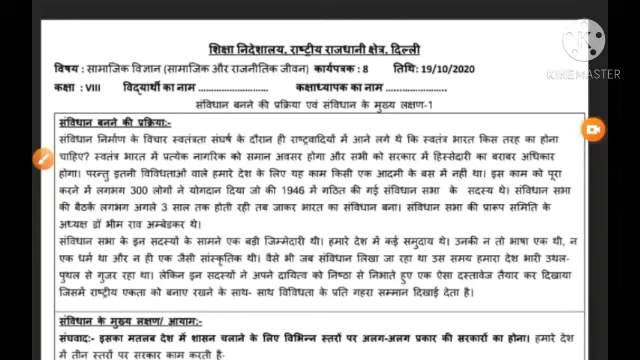 शिक्षा निदेशालय, राष्ट्रीय राजधानी क्षेत्र, दिल्ली
विषय : सामाजिक विज्ञान (सामाजिक और राजनीतिक जीवन) कार्यपत्रक : 8 तिथि: 19/10/2020
कक्षा : VIII विद्यार्थी का नाम ........................... कक्षाध्यापक का नाम .......................
संविधान बनने की प्रक्रिया एवं संविधान के मुख्य लक्षण-1
संविधान बनने की प्रक्रिया:-
संविधान निर्माण के विचार स्वतंत्रता संघर्ष के दौरान ही राष्ट्रवादियों में आने लगे थे कि स्वतंत्र भारत किस तरह का होना
चाहिए? स्वतंत्र भारत में प्रत्येक नागरिक को समान अवसर होगा और सभी को सरकार में हिस्सेदारी का बराबर अधिकार
होगा। परन्तु इतनी विविधताओं वाले हमारे देश के लिए यह काम किसी एक आदमी के बस में नहीं था। इस काम को पूरा
करने में लगभग 300 लोगों ने योगदान दिया जो की 1946 में गठित की गई संविधान सभा के सदस्य थे। संविधान सभा
की बैठकें लगभग अगले 3 साल तक होती रही तब जाकर भारत का संविधान बना। संविधान सभा की प्रारूप समिति के
अध्यक्ष डॉ भीम राव अम्बेडकर थे।
संविधान सभा के इन सदस्यों के सामने एक बड़ी जिम्मेदारी थी। हमारे देश में कई समुदाय थे। उनकी न तो भाषा एक थी, न
एक धर्म था और न ही एक जैसी सांस्कृतिक थी। वैसे भी जब संविधान लिखा जा रहा था उस समय हमारा देश भारी उथल-
पुथल से गुजर रहा था। लेकिन इन सदस्यों ने अपने दायित्व को निष्ठा से निभाते हुए एक ऐसा दस्तावेज तैयार कर दिखाया
जिसमें राष्ट्रीय एकता को बनाए रखने के साथ- साथ विविधता के प्रति गहरा सम्मान दिखाई देता है।
संविधान के मुख्य लक्षण/ आयाम:-
संघवाद:- इसका मतलब देश में शासन चलाने के लिए विभिन्न स्तरों पर अलग-अलग प्रकार की सरकारों का होना। हमारे देश
में तीन स्तरों पर सरकार काम करती है-
KINEMASTER